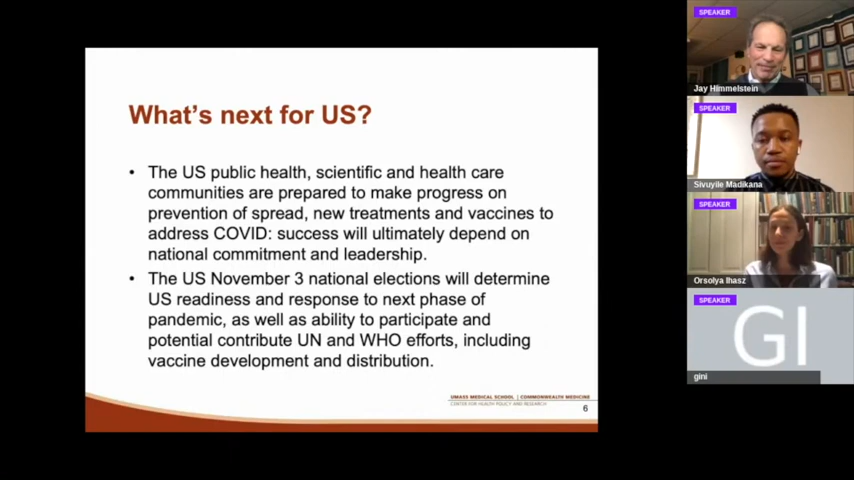 What's next for US?
• The US public health, scientific and health care
communities are prepared to make progress on
prevention of spread, new treatments and vaccines to
address COVID: success will ultimately depend on
national commitment and leadership.
• The US November 3 national elections will determine
US readiness and response to next phase of
pandemic, as well as ability to participate and
potential contribute UN and WHO efforts, including
vaccine development and distribution.
UMASS MEDICAL SCHOOL | COMMONWEALTH MEDICINE
CENTER FOR HEALTH POLICY AND RESEARCH
6
SPEAKER
Jay Himmelstein
SPEAKER
Sivuyile Madikana
SPEAKER
Orsolya Ihasz
SPEAKER
GI
gini